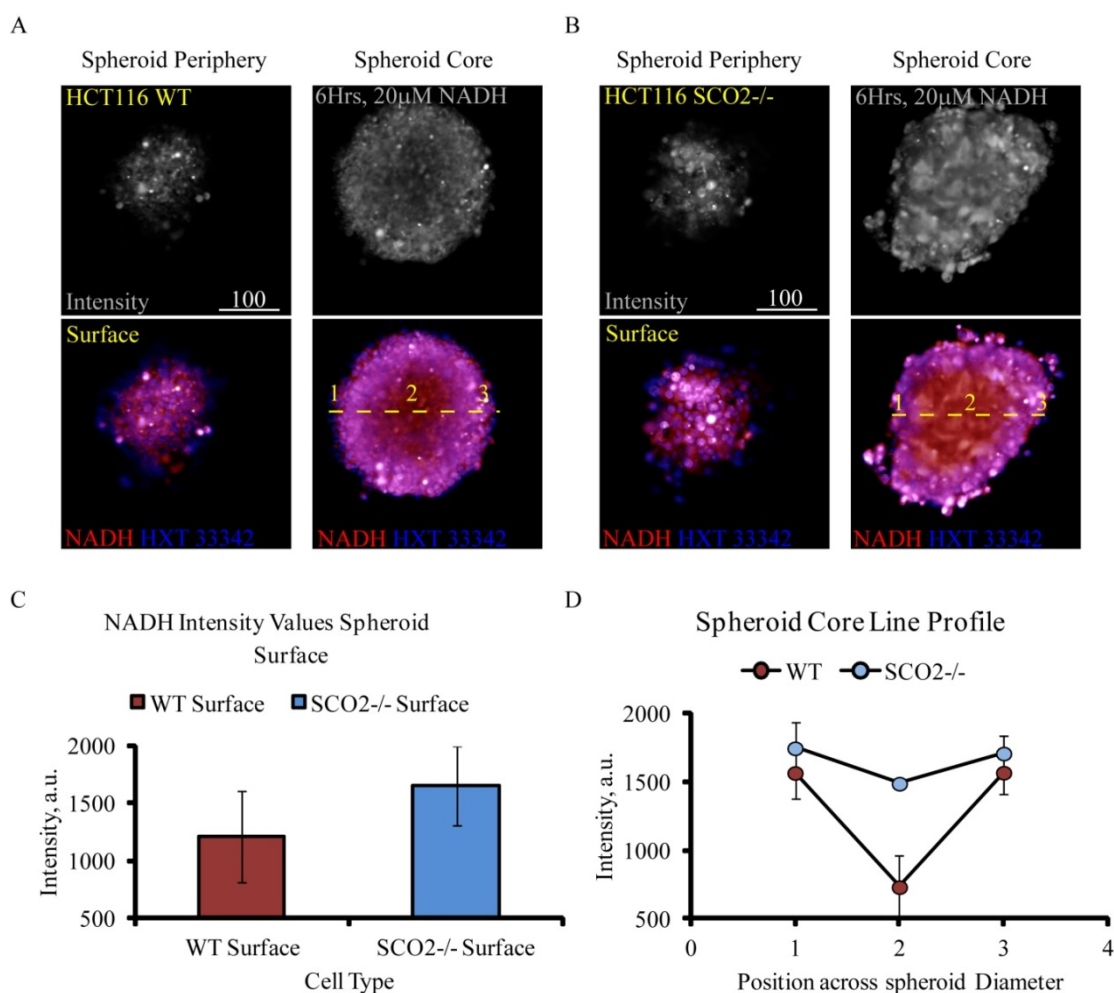 A
Spheroid Periphery
Spheroid Core
HCT116 WT
6Hrs, 20μM NADH
Intensity
100
Surface
1
2
3
NADH HXT 33342
NADH HXT 33342
B
Spheroid Periphery
Spheroid Core
HCT116 SCO2-/-
6Hrs, 20μM NADH
Intensity
100
Surface
1
2
3
NADH HXT 33342
NADH HXT 33342
C
NADH Intensity Values Spheroid
Surface
WT Surface
SCO2-/- Surface
2000
1500
1000
500
Intensity, a.u.
WT Surface
SCO2-/- Surface
Cell Type
D
Spheroid Core Line Profile
WT
SCO2-/-
2000
1500
1000
500
Intensity, a.u.
0
1
2
3
4
Position across spheroid Diameter